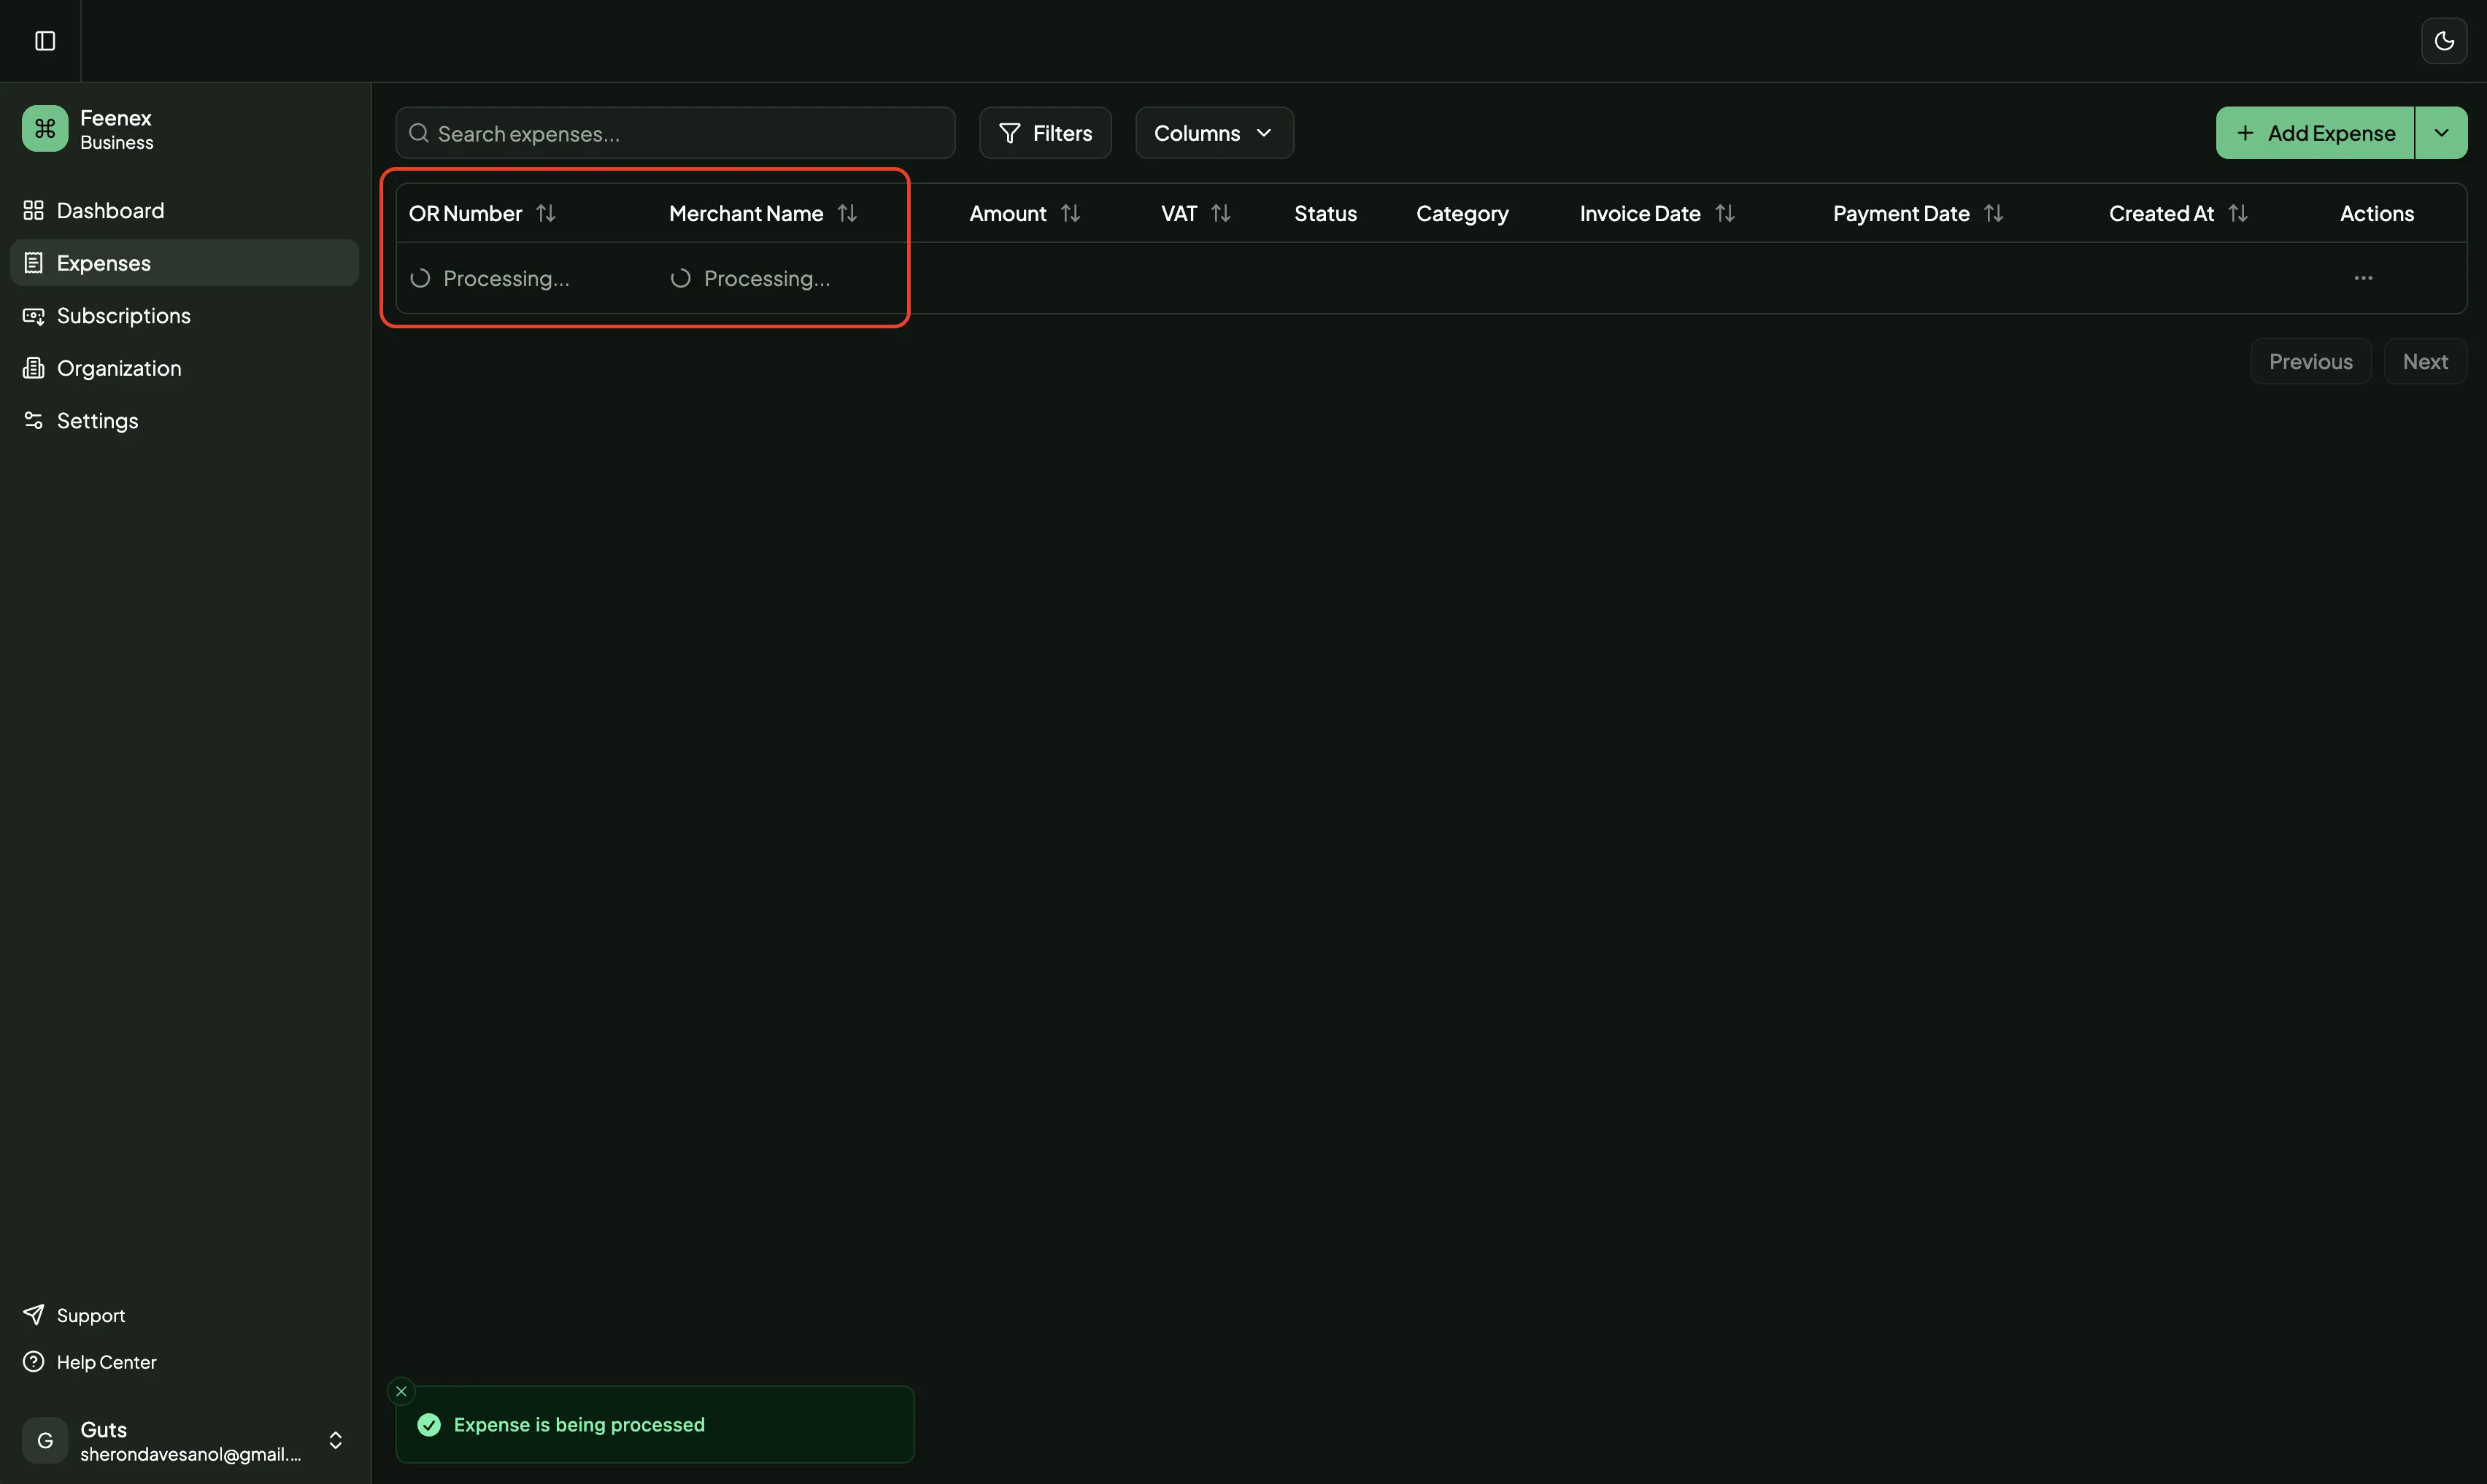 Feenex
Business
Dashboard
Expenses
Subscriptions
Organization
Settings
Support
Help Center
G
Guts
sherondavesanol@gmail....
Search expenses...
Filters
Columns
Add Expense
OR Number Merchant Name Amount VAT Status Category Invoice Date Payment Date Created At Actions
Processing... Processing...
Previous Next
Expense is being processed